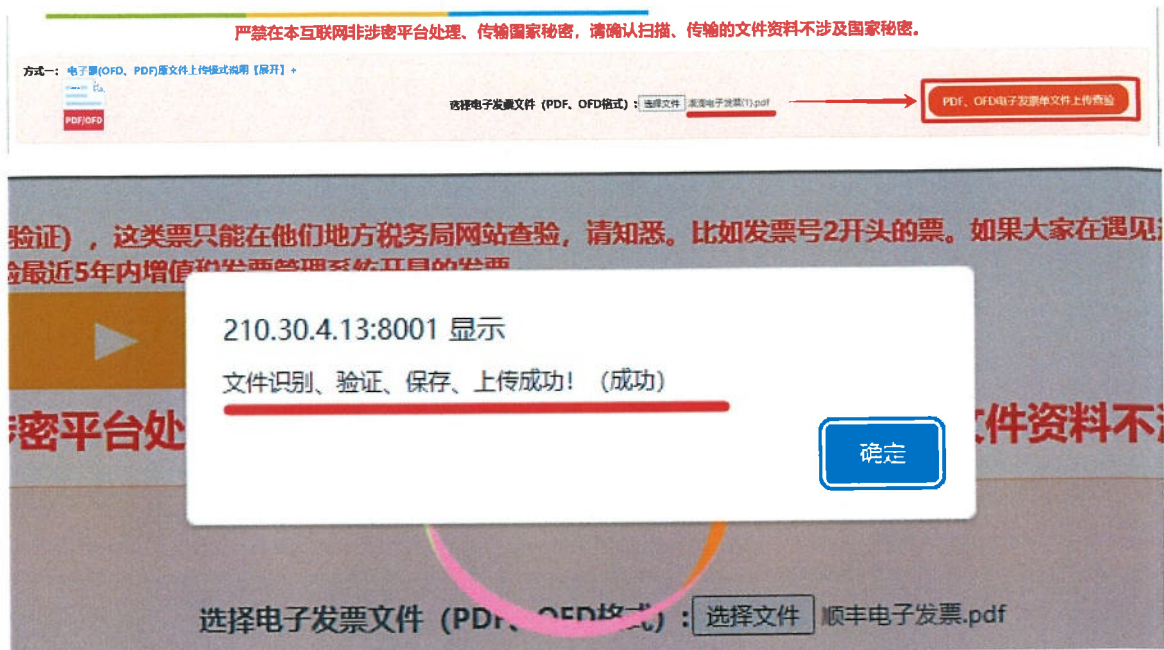 严禁在本互联网非涉密平台处理、传输国家秘密，请确认扫描、传输的文件资料不涉及国家秘密。
方式一： 电子票(OFD、PDF)原文件上传模式说明【展开】+
PDF/OFD
选择电子发票文件（PDF、OFD格式）: 选择文件 电子发票(1).pdf
PDF、OFD电子发票单文件上传查验
验证），这类票只能在他们地方税务局网站查验，请知悉。比如发票号2开头的票。如果大家在遇见
验最近5年内增值税发票管理系统开具的发票
210.30.4.13:8001 显示
文件识别、验证、保存、上传成功！（成功）
密平台处
件资料不
确定
选择电子发票文件（PDF、OFD格式）: 选择文件 顺丰电子发票.pdf